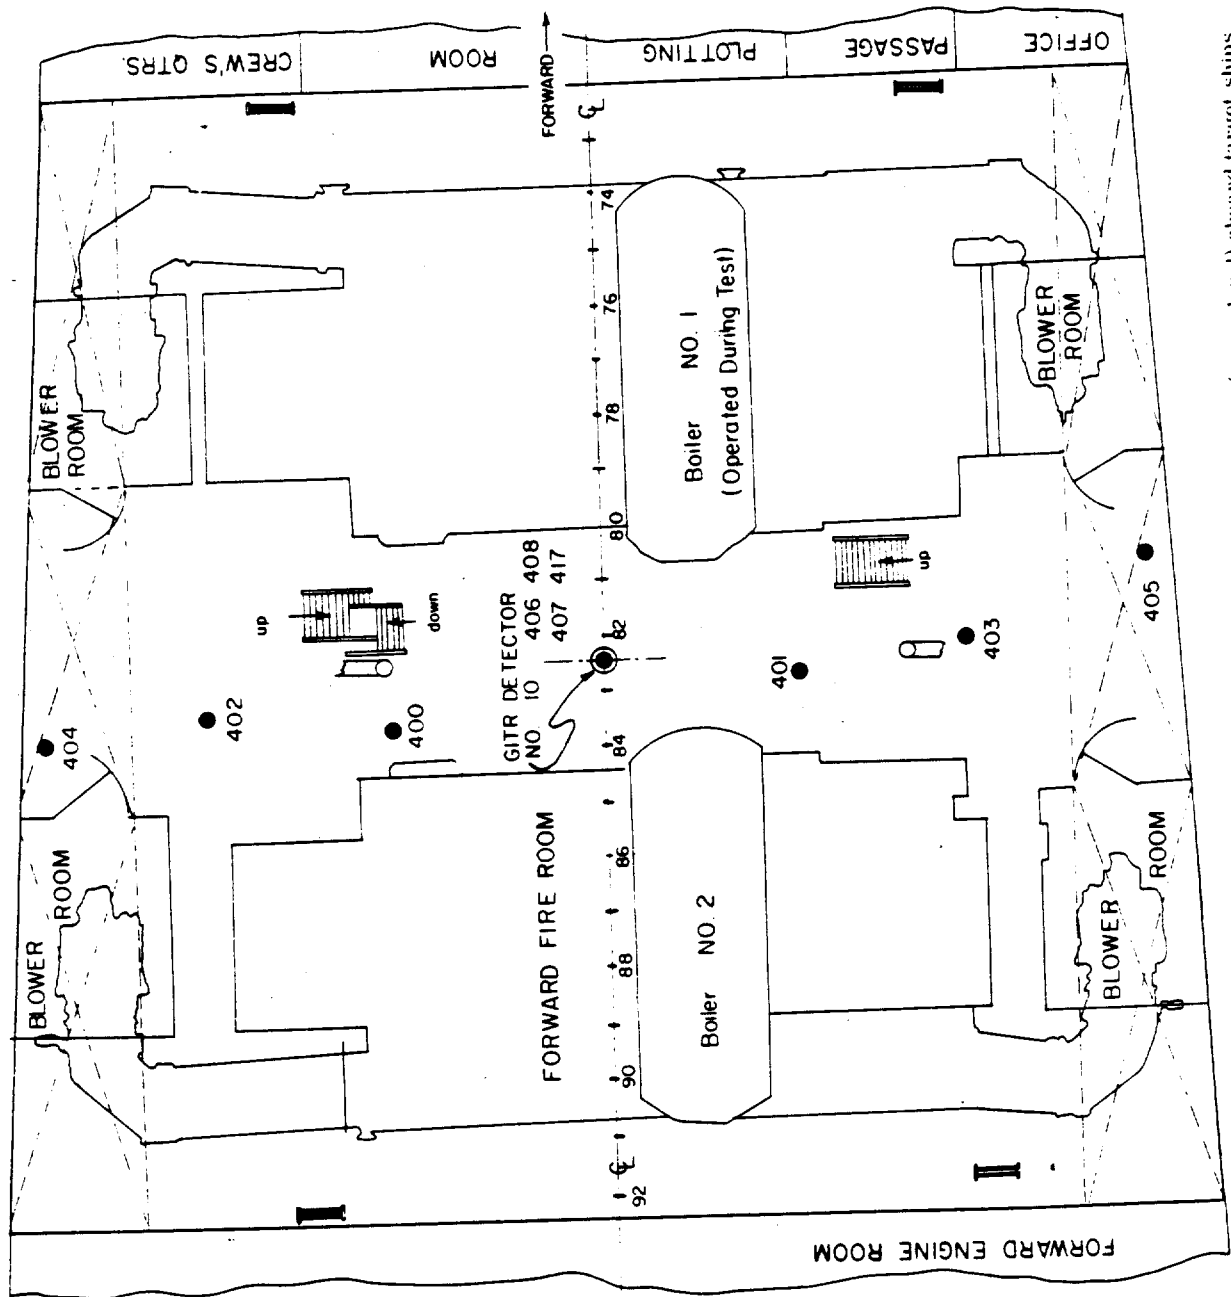 CREW'S QTRS.
ROOM
PLOTTING
PASSAGE
OFFICE
FORWARD
℄
74
76
78
80
82
84
86
88
90
92
℄
BLOWER
ROOM
BLOWER
ROOM
Boiler NO. 1
(Operated During Test)
up
down
up
GITR DETECTOR
NO. 10 406 408
407 417
404
402
400
401
403
405
FORWARD FIRE ROOM
Boiler NO. 2
BLOWER
ROOM
BLOWER
ROOM
FORWARD ENGINE ROOM
aboard target ships